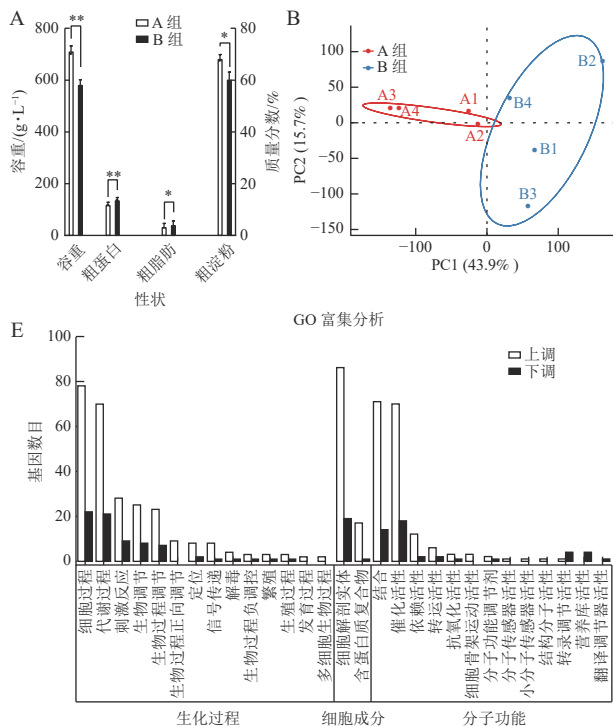 A
A 组
B 组
容重/(g·L⁻¹)
800
600
400
200
0
**
**
*
*
80
60
40
20
0
质量分数/%
容重
粗蛋白
粗脂肪
粗淀粉
性状
B
A 组
B 组
PC2 (15.7%)
100
50
0
−50
−100
−150
A3
A4
A1
A2
B2
B4
B1
B3
−100
0
100
PC1 (43.9%)
E
GO 富集分析
上调
下调
基因数目
100
80
60
40
20
0
细胞过程
代谢过程
刺激反应
生物调节
生物过程调节
生物过程正向调节
定位
信号传递
解毒
生物过程负调控
繁殖
生殖过程
发育过程
多细胞生物过程
细胞解剖实体
含蛋白质复合物
结合
催化活性
依赖活性
转运活性
抗氧化活性
细胞骨架运动活性
分子功能调节剂
分子传感器活性
小分子传感器活性
结构分子活性
转录调节活性
营养库活性
翻译调节器活性
生化过程
细胞成分
分子功能